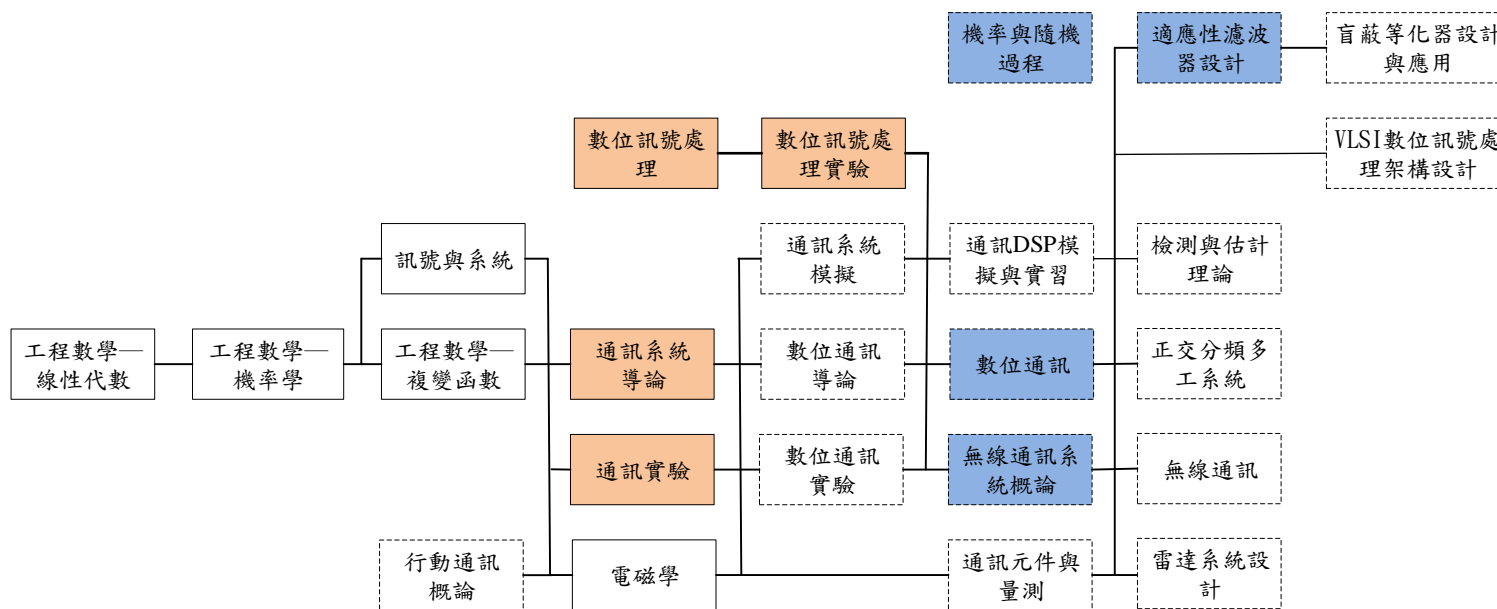 機率與隨機
過程
適應性濾波
器設計
盲蔽等化器設計
與應用
數位訊號處
理
數位訊號處
理實驗
VLSI數位訊號處
理架構設計
訊號與系統
通訊系統
模擬
通訊DSP模
擬與實習
檢測與估計
理論
工程數學—
線性代數
工程數學—
機率學
工程數學—
複變函數
通訊系統
導論
數位通訊
導論
數位通訊
正交分頻多
工系統
通訊實驗
數位通訊
實驗
無線通訊系
統概論
無線通訊
行動通訊
概論
電磁學
通訊元件與
量測
雷達系統設
計